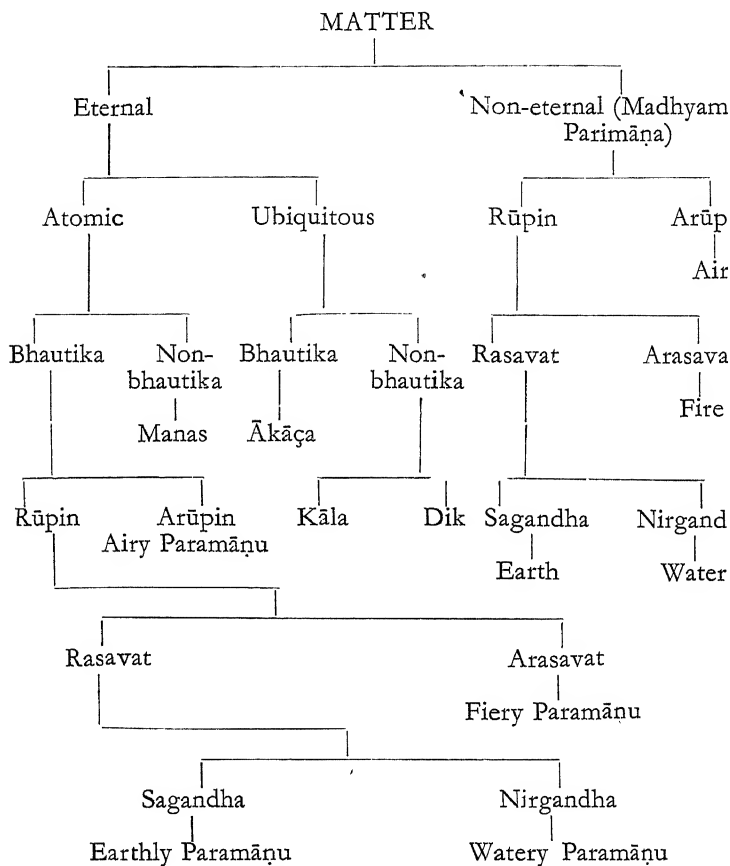 MATTER
Eternal
Non-eternal (Madhyam
Parimāṇa)
Atomic
Ubiquitous
Rūpin
Arūp
Air
Bhautika
Non-
bhautika
Bhautika
Non-
bhautika
Rasavat
Arasava
Manas
Ākāça
Fire
Rūpin
Arūpin
Airy Paramāṇu
Kāla
Dik
Sagandha
Nirgand
Earth
Water
Rasavat
Arasavat
Fiery Paramāṇu
Sagandha
Nirgandha
Earthly Paramāṇu
Watery Paramāṇu